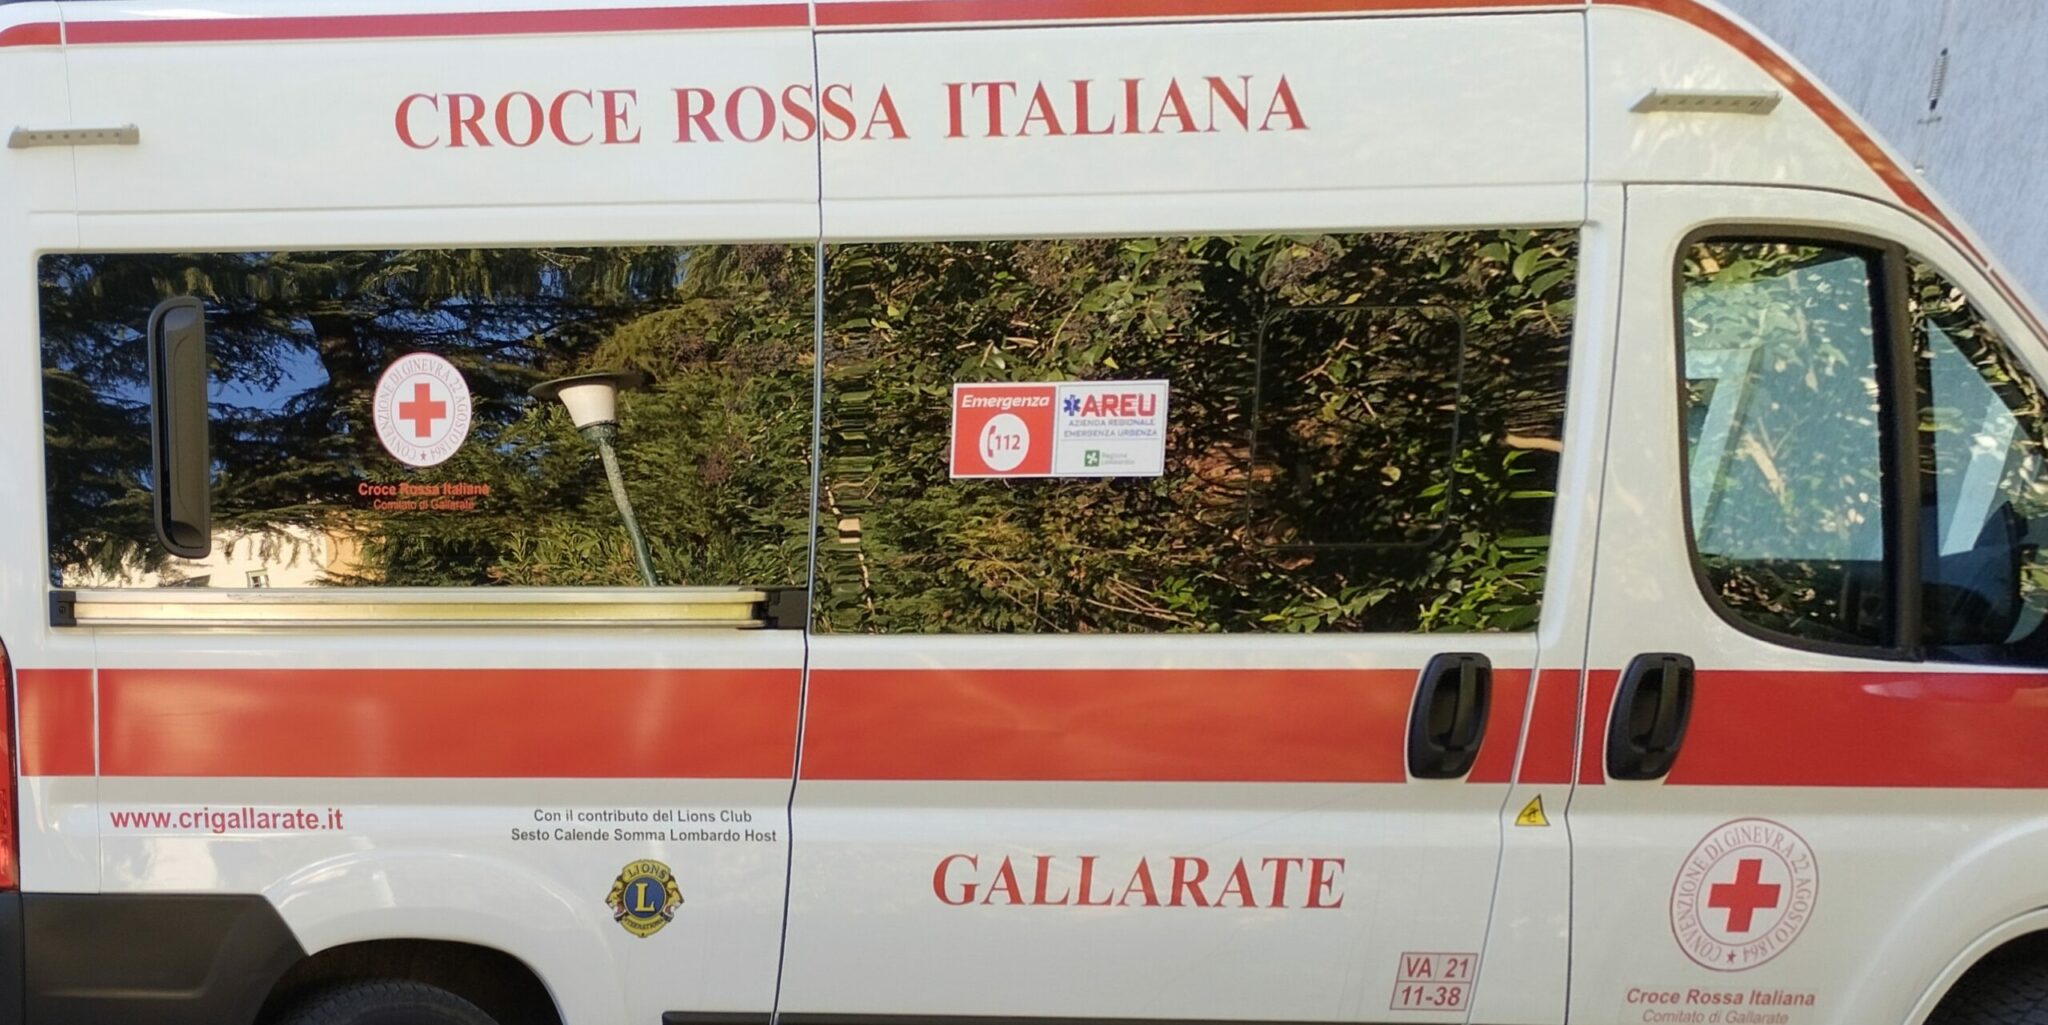 CROCE ROSSA ITALIANA
CONVENZIONE DI GINEVRA 22 AGOSTO 1864
Croce Rossa Italiana
Comitato di Gallarate
Emergenza
112
AREU
AZIENDA REGIONALE
EMERGENZA URGENZA
Regione
Lombardia
www.crigallarate.it
Con il contributo del Lions Club
Sesto Calende Somma Lombardo Host
LIONS
L
INTERNATIONAL
GALLARATE
VA 21
11-38
CONVENZIONE DI GINEVRA 22 AGOSTO 1864
Croce Rossa Italiana
Comitato di Gallarate